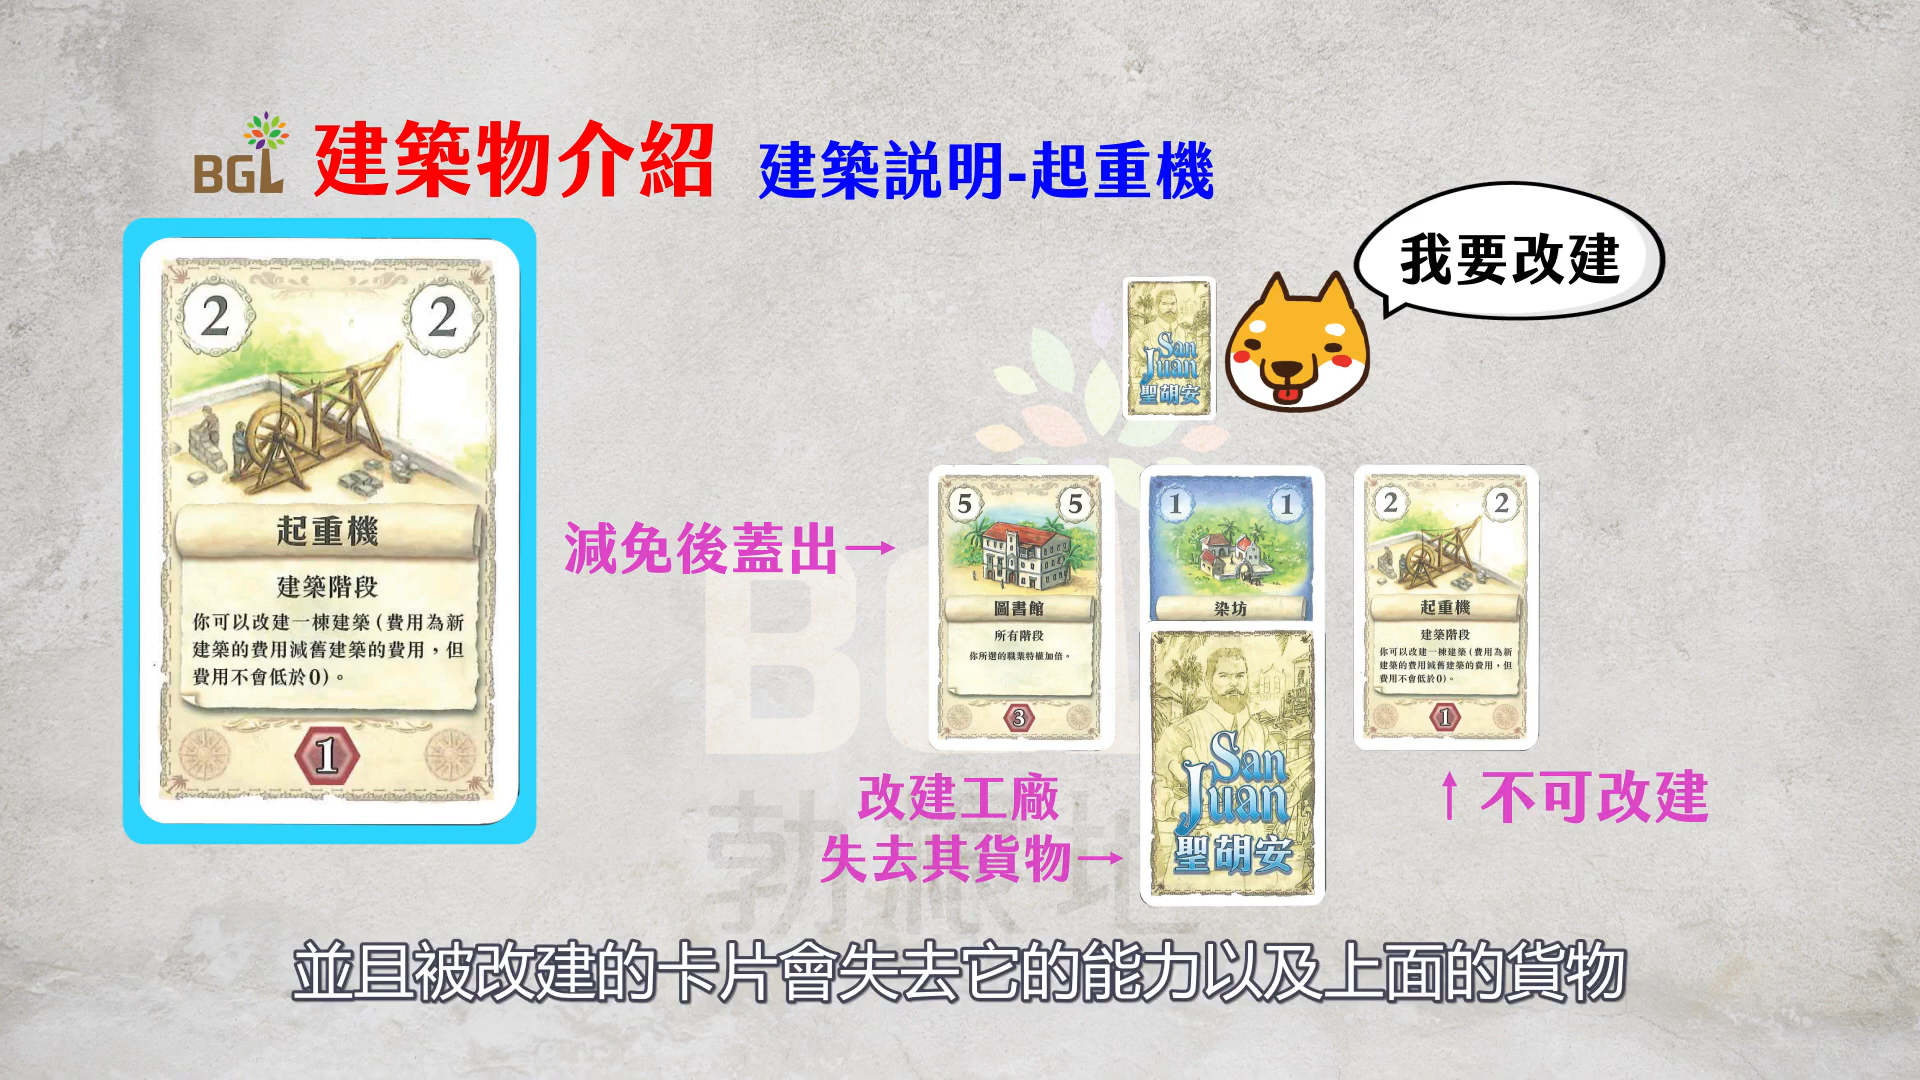 BGL 建築物介紹 建築説明-起重機
我要改建
2 2
起重機
建築階段
你可以改建一棟建築(費用為新
建築的費用減舊建築的費用，但
費用不會低於0)。
1
San
Juan
聖胡安
減免後蓋出→
5 5
圖書館
所有階段
你所選的職業特權加倍。
3
1 1
染坊
San
Juan
聖胡安
2 2
起重機
建築階段
你可以改建一棟建築(費用為新
建築的費用減舊建築的費用，但
費用不會低於0)。
1
改建工廠
失去其貨物→
↑不可改建
並且被改建的卡片會失去它的能力以及上面的貨物